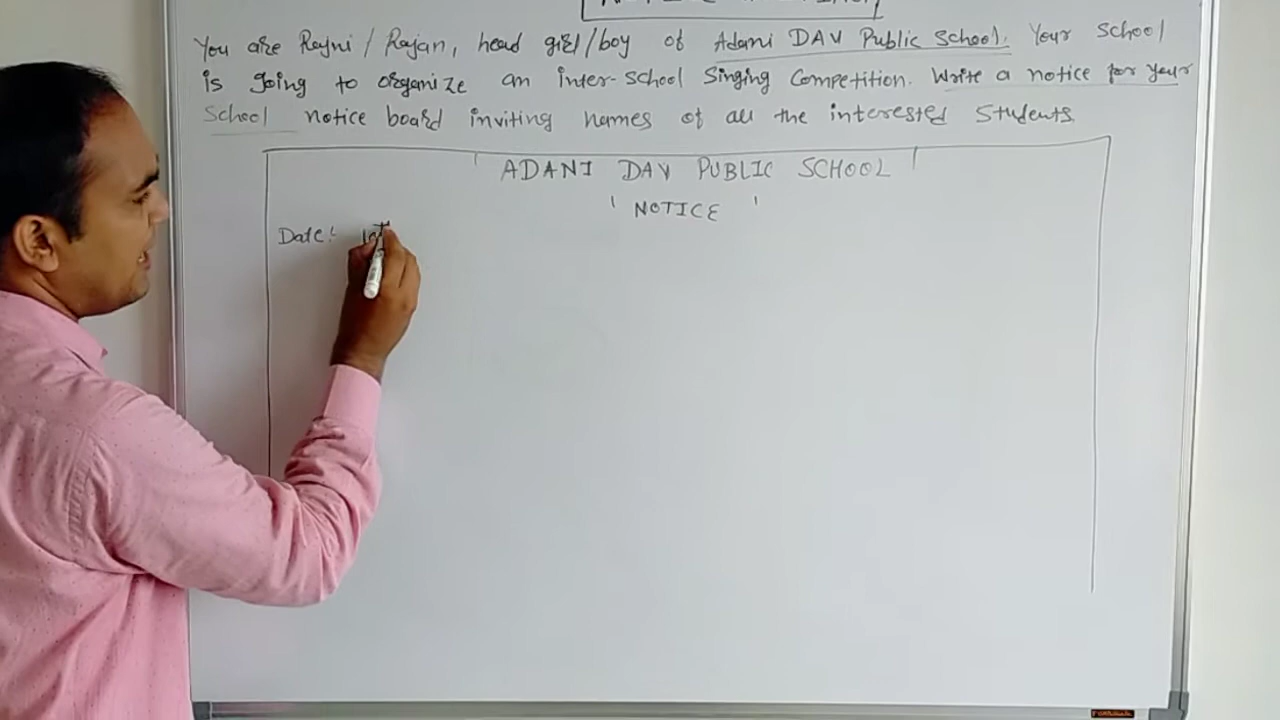 You are Rajni / Rajan, head girl/boy of Adani DAV Public School. Your School
is going to organize an inter-School Singing Competition. Write a notice for your
School notice board inviting names of all the interested Students
ADANI DAV PUBLIC SCHOOL
' NOTICE '
Date: